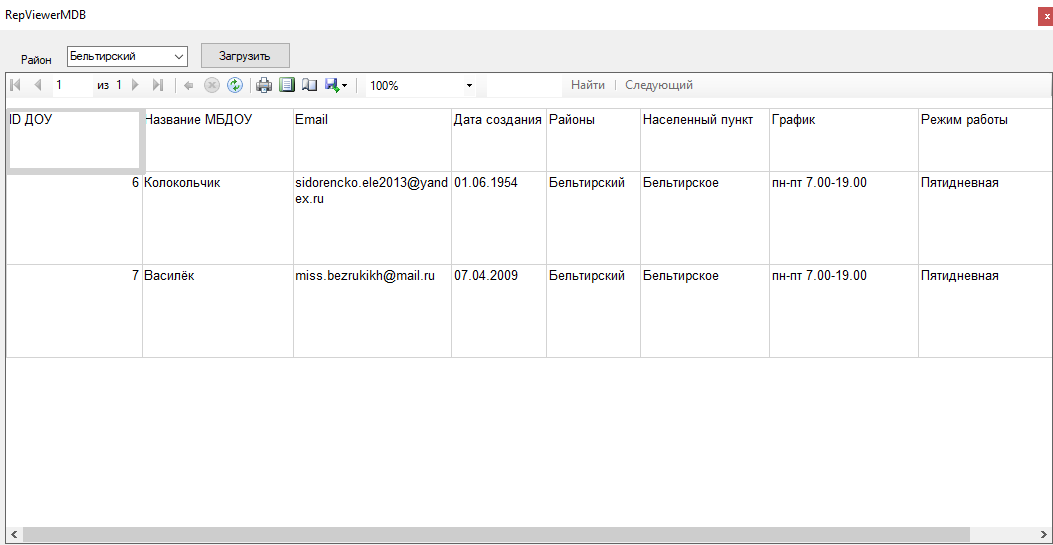 RepViewerMDB
x
Район Бельтирский Загрузить
1 из 1 100% Найти | Следующий
ID ДОУ Название МБДОУ Email Дата создания Районы Населенный пункт График Режим работы
6 Колокольчик sidorencko.ele2013@yand 01.06.1954 Бельтирский Бельтирское пн-пт 7.00-19.00 Пятидневная
ex.ru
7 Василёк miss.bezrukikh@mail.ru 07.04.2009 Бельтирский Бельтирское пн-пт 7.00-19.00 Пятидневная